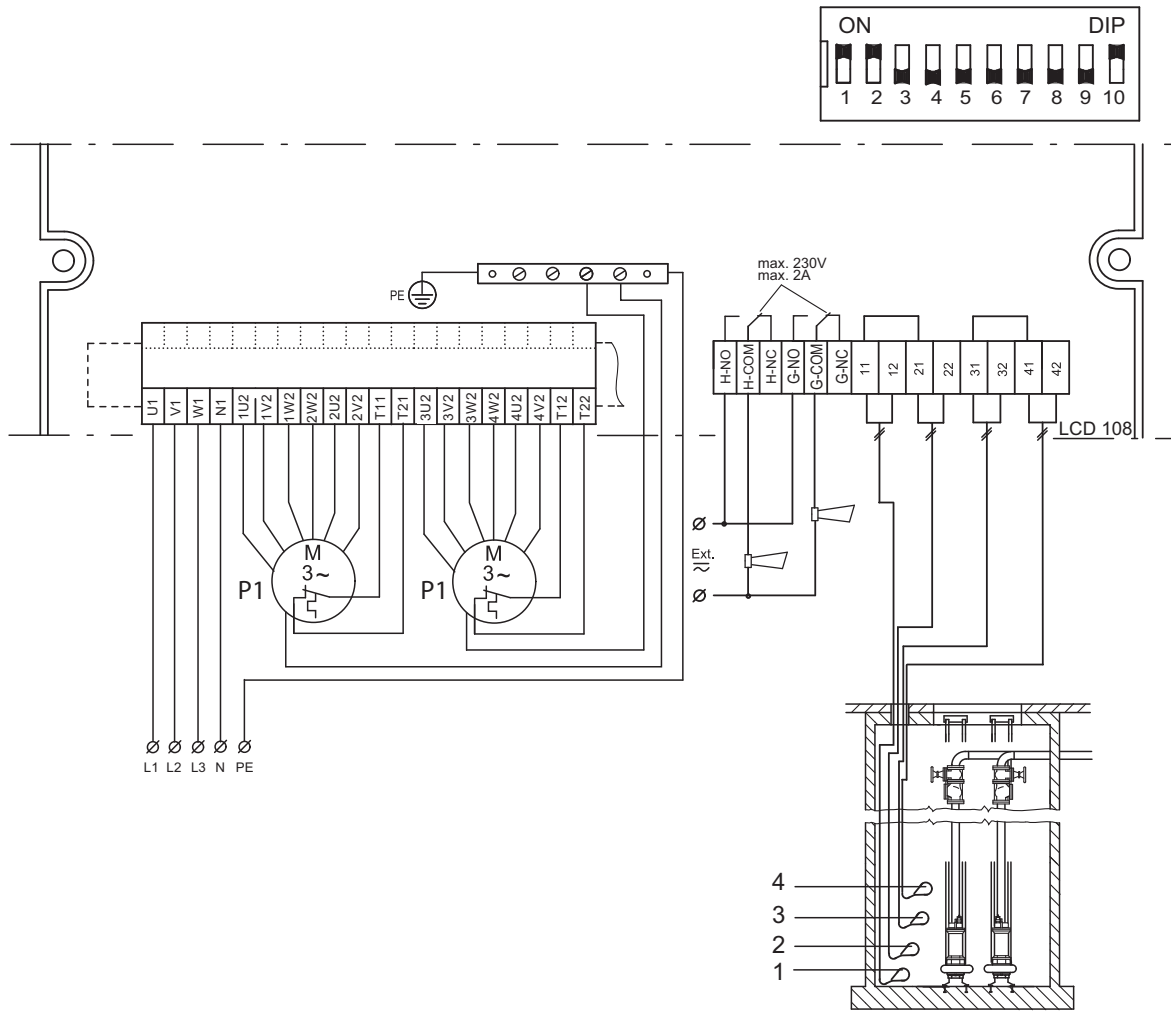 ON DIP
1 2 3 4 5 6 7 8 9 10
max. 230V
max. 2A
PE
H-NO H-COM H-NC G-NO G-COM G-NC 11 12 21 22 31 32 41 42
U1 V1 W1 N1 1U2 1V2 1W2 2W2 2U2 2V2 T11 T21 3U2 3V2 3W2 4W2 4U2 4V2 T12 T22
LCD 108
M
3~
P1
M
3~
P1
Ext.
L1 L2 L3 N PE
4
3
2
1